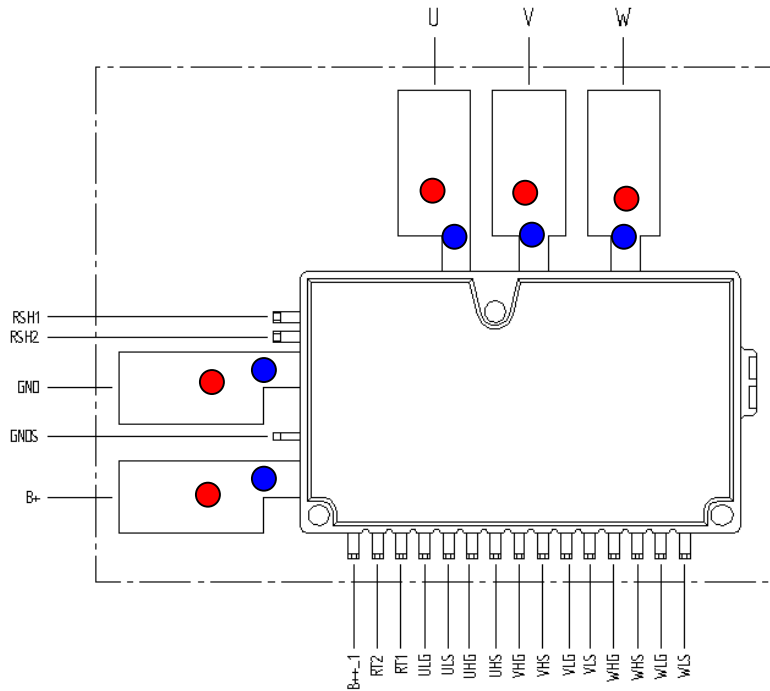 U V W
RSH1
RSH2
GND
GNDS
B+
B++_1 RT2 RT1 ULG ULS UHG UHS VHG VHS VLG VLS WHG WHS WLG WLS